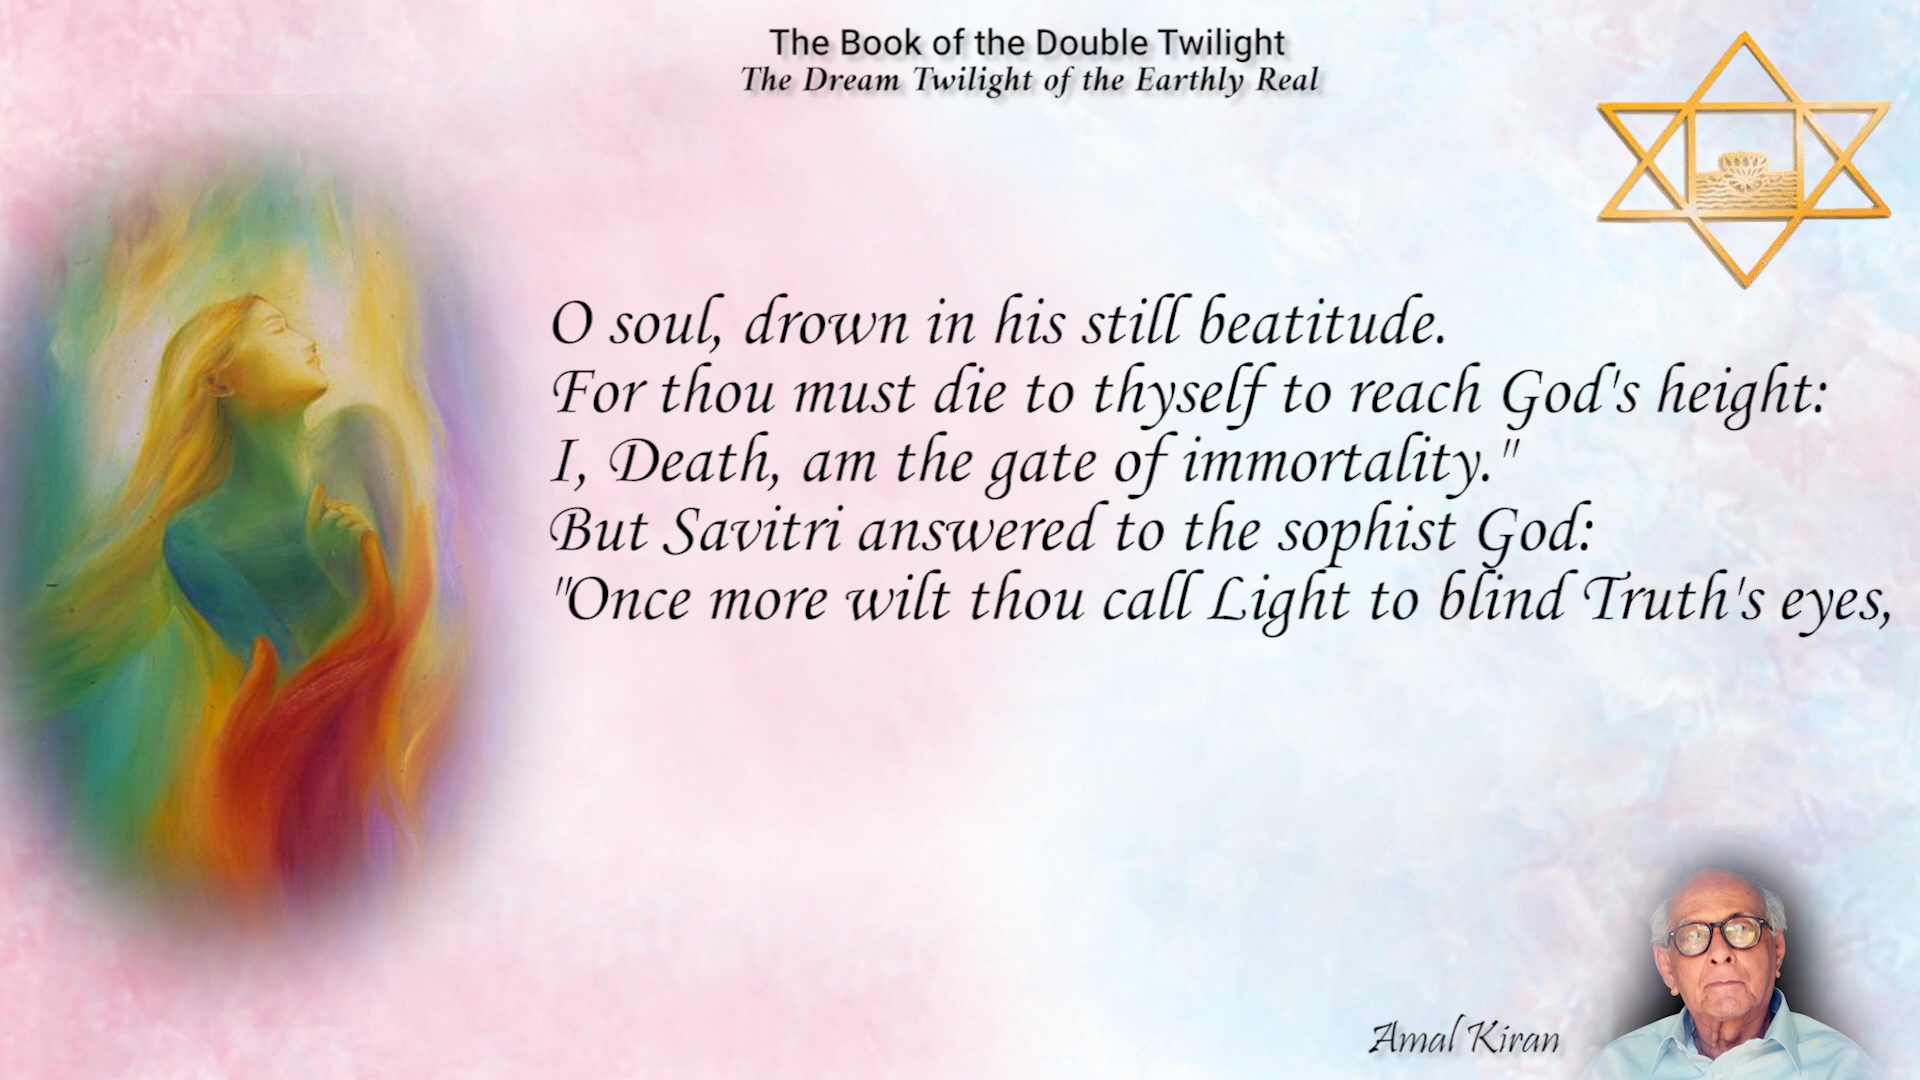 The Book of the Double Twilight
The Dream Twilight of the Earthly Real
O soul, drown in his still beatitude.
For thou must die to thyself to reach God's height:
I, Death, am the gate of immortality."
But Savitri answered to the sophist God:
"Once more wilt thou call Light to blind Truth's eyes,
Amal Kiran